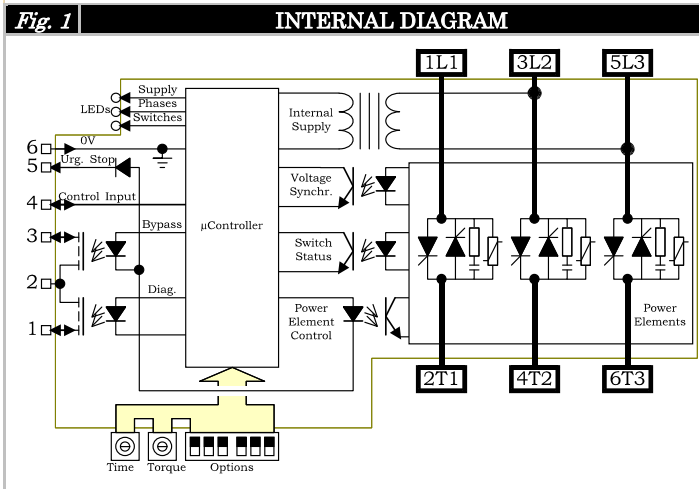 Fig. 1
INTERNAL DIAGRAM
1L1
3L2
5L3
Supply
LEDs
Phases
Switches
Internal
Supply
6
0V
5
Urg. Stop
Voltage
Synchr.
4
Control Input
µController
3
Bypass
Switch
Status
2
Diag.
1
Power
Element
Control
Power
Elements
2T1
4T2
6T3
Time
Torque
Options